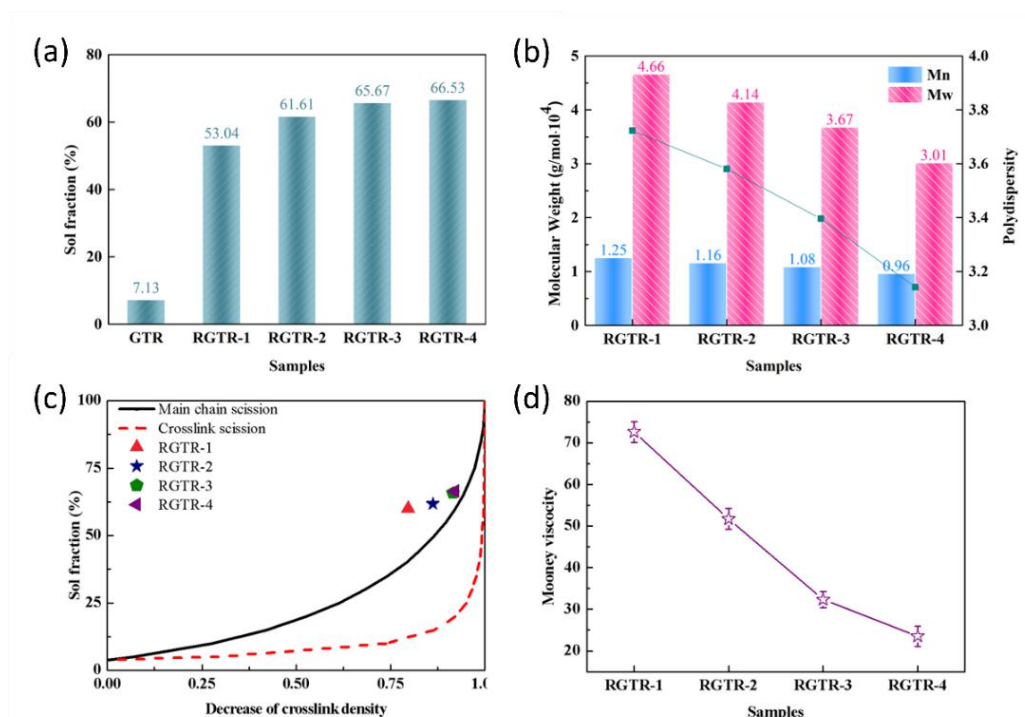 (a)
80
60
40
20
0
Sol fraction (%)
7.13
53.04
61.61
65.67
66.53
GTR
RGTR-1
RGTR-2
RGTR-3
RGTR-4
Samples
(b)
5
4
3
2
1
0
Molecular Weight (g/mol·10^4)
4.0
3.8
3.6
3.4
3.2
3.0
Polydispersity
Mn
Mw
4.66
4.14
3.67
3.01
1.25
1.16
1.08
0.96
RGTR-1
RGTR-2
RGTR-3
RGTR-4
Samples
(c)
100
75
50
25
0
Sol fraction (%)
Main chain scission
Crosslink scission
RGTR-1
RGTR-2
RGTR-3
RGTR-4
0.00
0.25
0.50
0.75
1.0
Decrease of crosslink density
(d)
80
70
60
50
40
30
20
Mooney viscocity
RGTR-1
RGTR-2
RGTR-3
RGTR-4
Samples